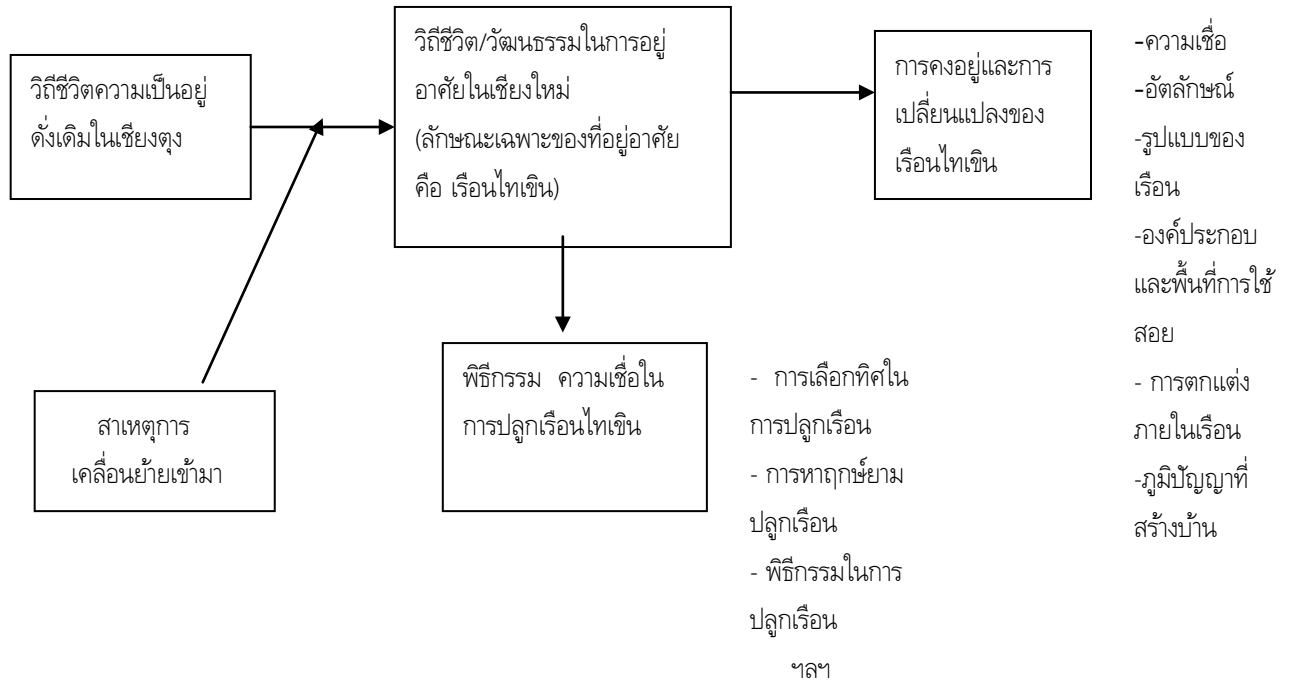 วิถีชีวิตความเป็นอยู่
ดั่งเดิมในเชียงตุง
วิถีชีวิต/วัฒนธรรมในการอยู่
อาศัยในเชียงใหม่
(ลักษณะเฉพาะของที่อยู่อาศัย
คือ เรือนไทเขิน)
การคงอยู่และการ
เปลี่ยนแปลงของ
เรือนไทเขิน
-ความเชื่อ
-อัตลักษณ์
-รูปแบบของ
เรือน
-องค์ประกอบ
และพื้นที่การใช้
สอย
- การตกแต่ง
ภายในเรือน
-ภูมิปัญญาที่
สร้างบ้าน
สาเหตุการ
เคลื่อนย้ายเข้ามา
พิธีกรรม ความเชื่อใน
การปลูกเรือนไทเขิน
- การเลือกทิศใน
การปลูกเรือน
- การหาฤกษ์ยาม
ปลูกเรือน
- พิธีกรรมในการ
ปลูกเรือน
ฯลฯ